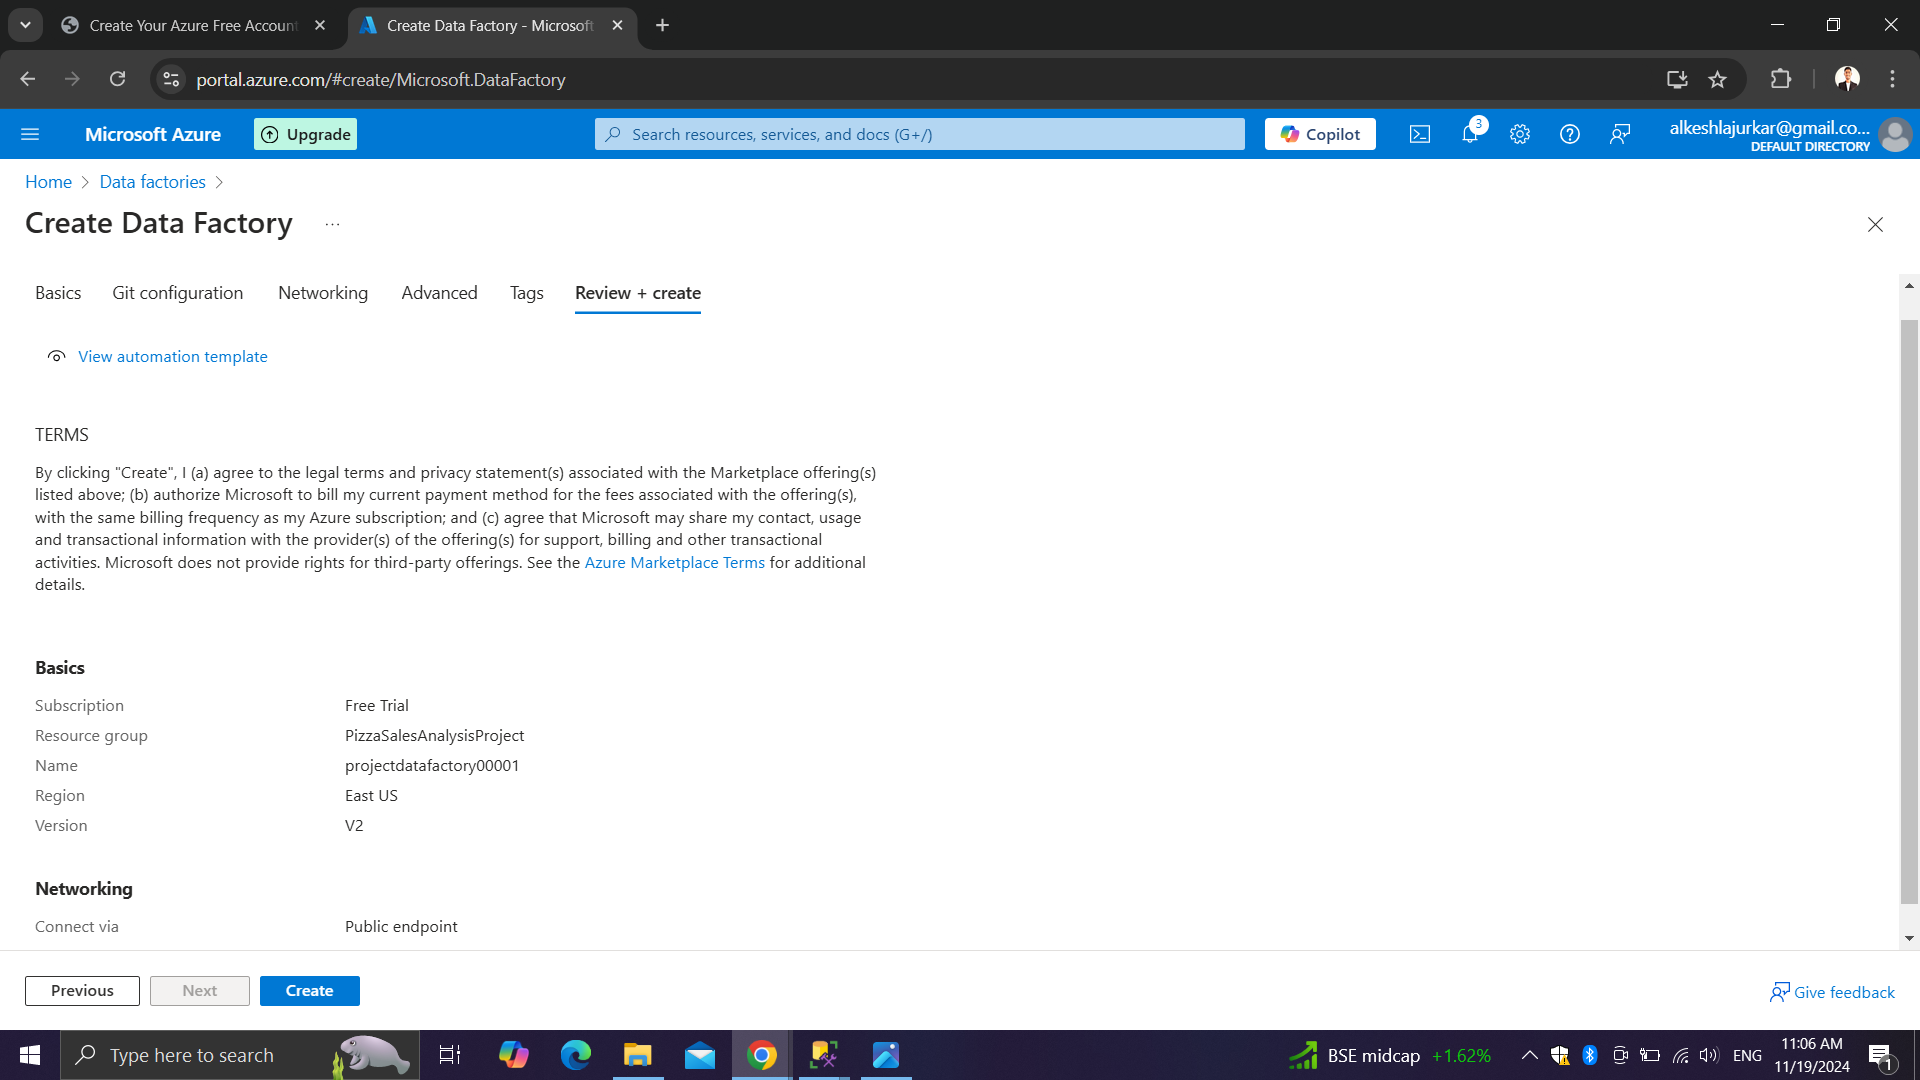 Create Your Azure Free Account
Create Data Factory - Microsoft
portal.azure.com/#create/Microsoft.DataFactory
Microsoft Azure
Upgrade
Search resources, services, and docs (G+/)
Copilot
3
alkeshlajurkar@gmail.co...
DEFAULT DIRECTORY
Home
Data factories
Create Data Factory
...
Basics
Git configuration
Networking
Advanced
Tags
Review + create
View automation template
TERMS
By clicking "Create", I (a) agree to the legal terms and privacy statement(s) associated with the Marketplace offering(s)
listed above; (b) authorize Microsoft to bill my current payment method for the fees associated with the offering(s),
with the same billing frequency as my Azure subscription; and (c) agree that Microsoft may share my contact, usage
and transactional information with the provider(s) of the offering(s) for support, billing and other transactional
activities. Microsoft does not provide rights for third-party offerings. See the Azure Marketplace Terms for additional
details.
Basics
Subscription Free Trial
Resource group PizzaSalesAnalysisProject
Name projectdatafactory00001
Region East US
Version V2
Networking
Connect via Public endpoint
Previous
Next
Create
Give feedback
Type here to search
BSE midcap +1.62%
ENG
11:06 AM
11/19/2024
1